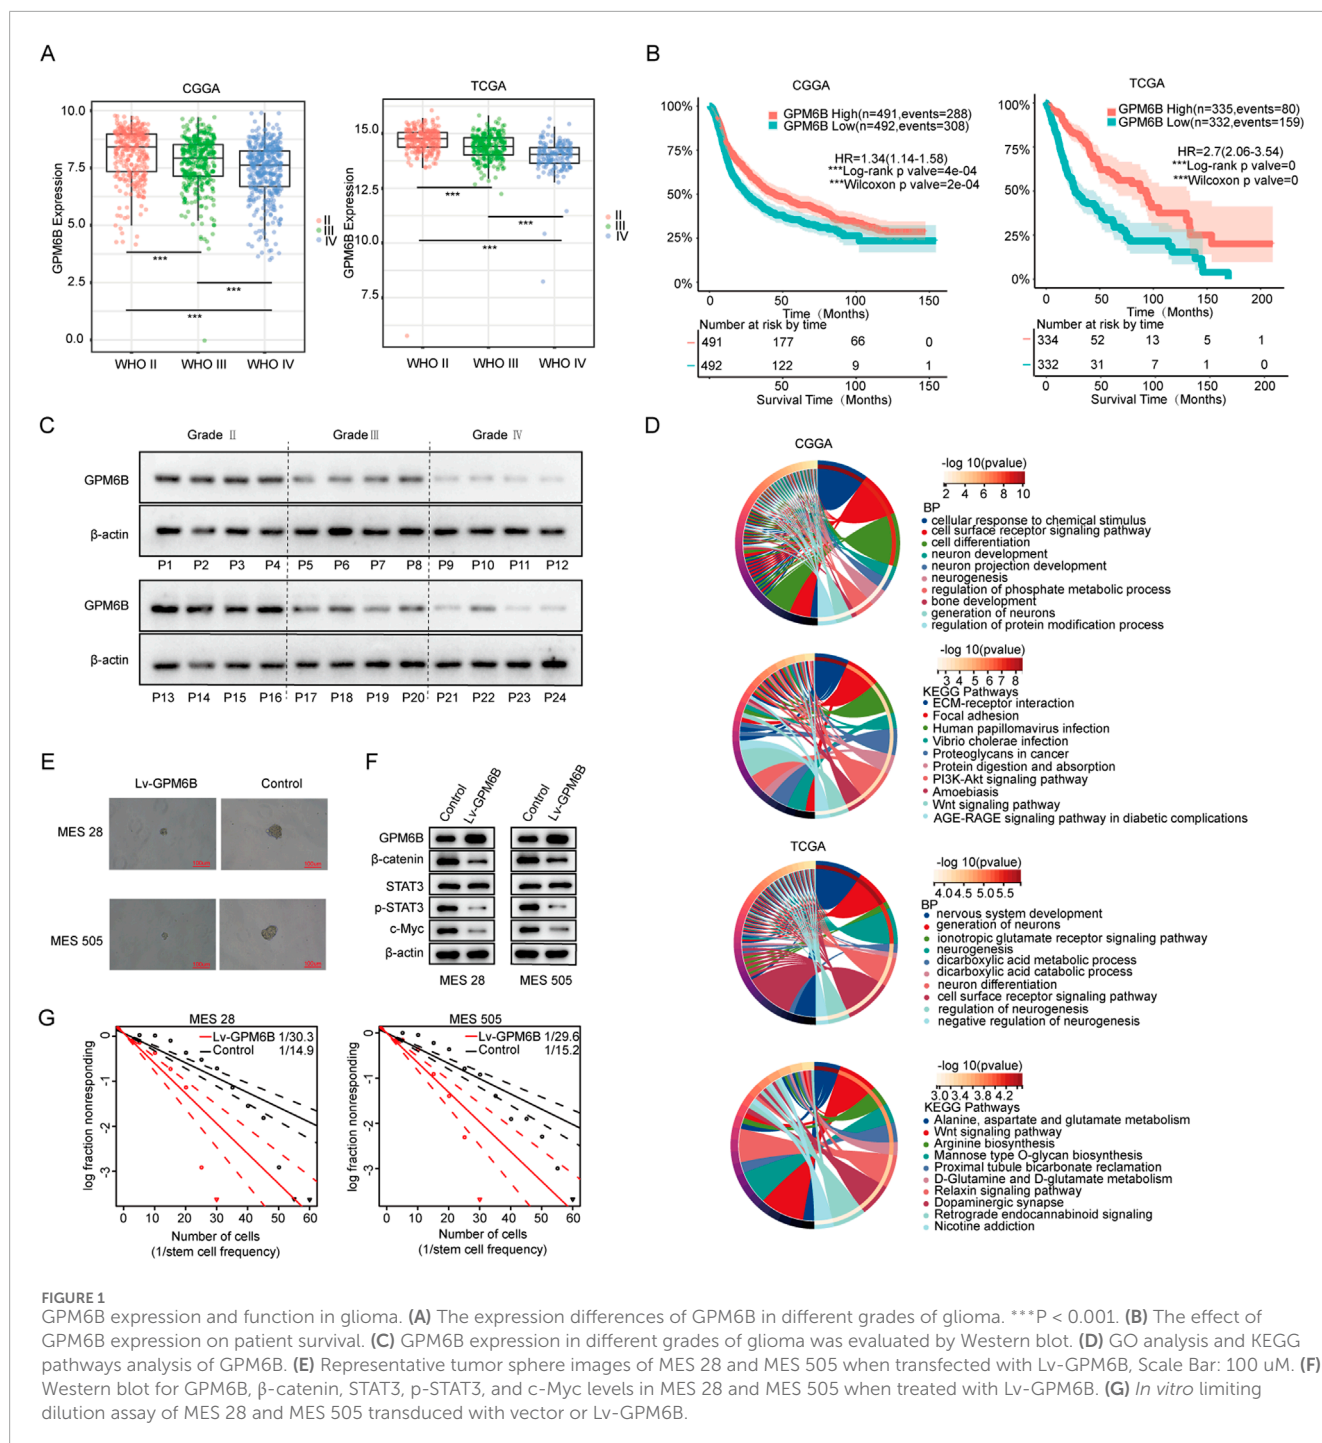 A
CGGA
GPM6B Expression
10.0
7.5
5.0
2.5
0.0
***
***
***
WHO II
WHO III
WHO IV
II
III
IV
TCGA
GPM6B Expression
15.0
12.5
10.0
7.5
***
***
***
WHO II
WHO III
WHO IV
II
III
IV
B
CGGA
100%
75%
50%
25%
0%
GPM6B High(n=491,events=288)
GPM6B Low(n=492,events=308)
HR=1.34(1.14-1.58)
***Log-rank p valve=4e-04
***Wilcoxon p valve=2e-04
0 50 100 150
Time (Months)
Number at risk by time
491 177 66 0
492 122 9 1
0 50 100 150
Survival Time (Months)
TCGA
100%
75%
50%
25%
0%
GPM6B High(n=335,events=80)
GPM6B Low(n=332,events=159)
HR=2.7(2.06-3.54)
***Log-rank p valve=0
***Wilcoxon p valve=0
0 50 100 150 200
Time (Months)
Number at risk by time
334 52 13 5 1
332 31 7 1 0
0 50 100 150 200
Survival Time (Months)
C
Grade Ⅱ Grade Ⅲ Grade Ⅳ
GPM6B
β-actin
P1 P2 P3 P4 P5 P6 P7 P8 P9 P10 P11 P12
GPM6B
β-actin
P13 P14 P15 P16 P17 P18 P19 P20 P21 P22 P23 P24
D
CGGA
-log 10(pvalue)
2 4 6 8 10
BP
cellular response to chemical stimulus
cell surface receptor signaling pathway
cell differentiation
neuron development
neuron projection development
neurogenesis
regulation of phosphate metabolic process
bone development
generation of neurons
regulation of protein modification process
-log 10(pvalue)
3 4 5 6 7 8
KEGG Pathways
ECM-receptor interaction
Focal adhesion
Human papillomavirus infection
Vibrio cholerae infection
Proteoglycans in cancer
Protein digestion and absorption
PI3K-Akt signaling pathway
Amoebiasis
Wnt signaling pathway
AGE-RAGE signaling pathway in diabetic complications
TCGA
-log 10(pvalue)
4.0 4.5 5.0 5.5
BP
nervous system development
generation of neurons
ionotropic glutamate receptor signaling pathway
neurogenesis
dicarboxylic acid metabolic process
dicarboxylic acid catabolic process
neuron differentiation
cell surface receptor signaling pathway
regulation of neurogenesis
negative regulation of neurogenesis
-log 10(pvalue)
3.0 3.4 3.8 4.2
KEGG Pathways
Alanine, aspartate and glutamate metabolism
Wnt signaling pathway
Arginine biosynthesis
Mannose type O-glycan biosynthesis
Proximal tubule bicarbonate reclamation
D-Glutamine and D-glutamate metabolism
Relaxin signaling pathway
Dopaminergic synapse
Retrograde endocannabinoid signaling
Nicotine addiction
E
Lv-GPM6B Control
MES 28
100um
100um
MES 505
100um
100um
F
Control Lv-GPM6B Control Lv-GPM6B
GPM6B
β-catenin
STAT3
p-STAT3
c-Myc
β-actin
MES 28 MES 505
G
MES 28
Lv-GPM6B 1/30.3
Control 1/14.9
log fraction nonresponding
0
-1
-2
-3
0 10 20 30 40 50 60
Number of cells
(1/stem cell frequency)
MES 505
Lv-GPM6B 1/29.6
Control 1/15.2
log fraction nonresponding
0
-1
-2
-3
0 10 20 30 40 50 60
Number of cells
(1/stem cell frequency)
FIGURE 1
GPM6B expression and function in glioma. (A) The expression differences of GPM6B in different grades of glioma. ***P < 0.001. (B) The effect of
GPM6B expression on patient survival. (C) GPM6B expression in different grades of glioma was evaluated by Western blot. (D) GO analysis and KEGG
pathways analysis of GPM6B. (E) Representative tumor sphere images of MES 28 and MES 505 when transfected with Lv-GPM6B, Scale Bar: 100 uM. (F)
Western blot for GPM6B, β-catenin, STAT3, p-STAT3, and c-Myc levels in MES 28 and MES 505 when treated with Lv-GPM6B. (G) In vitro limiting
dilution assay of MES 28 and MES 505 transduced with vector or Lv-GPM6B.